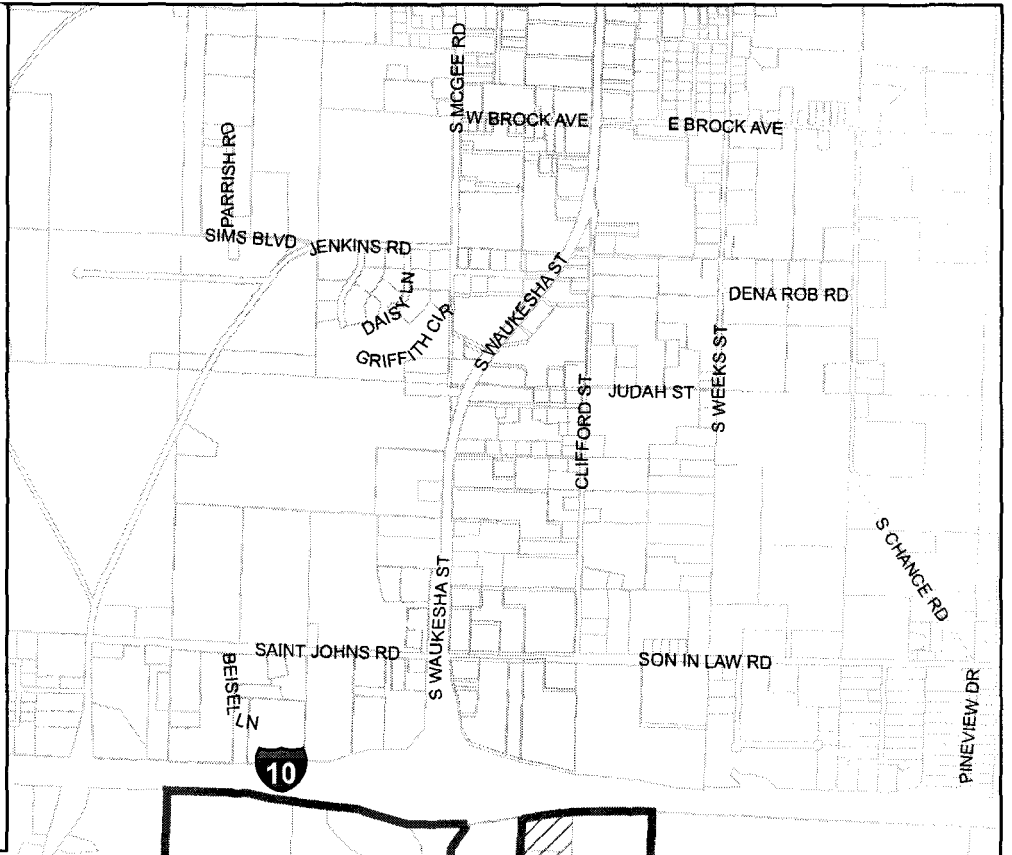 S MCGEE RD
W BROCK AVE
E BROCK AVE
PARRISH RD
SIMS BLVD
JENKINS RD
DAISY LN
GRIFFITH CIR
S WAUKESHA ST
DENA ROB RD
S WEEKS ST
JUDAH ST
CLIFFORD ST
S CHANCE RD
S WAUKESHA ST
SAINT JOHNS RD
SON IN LAW RD
BEISEL LN
PINEVIEW DR
10